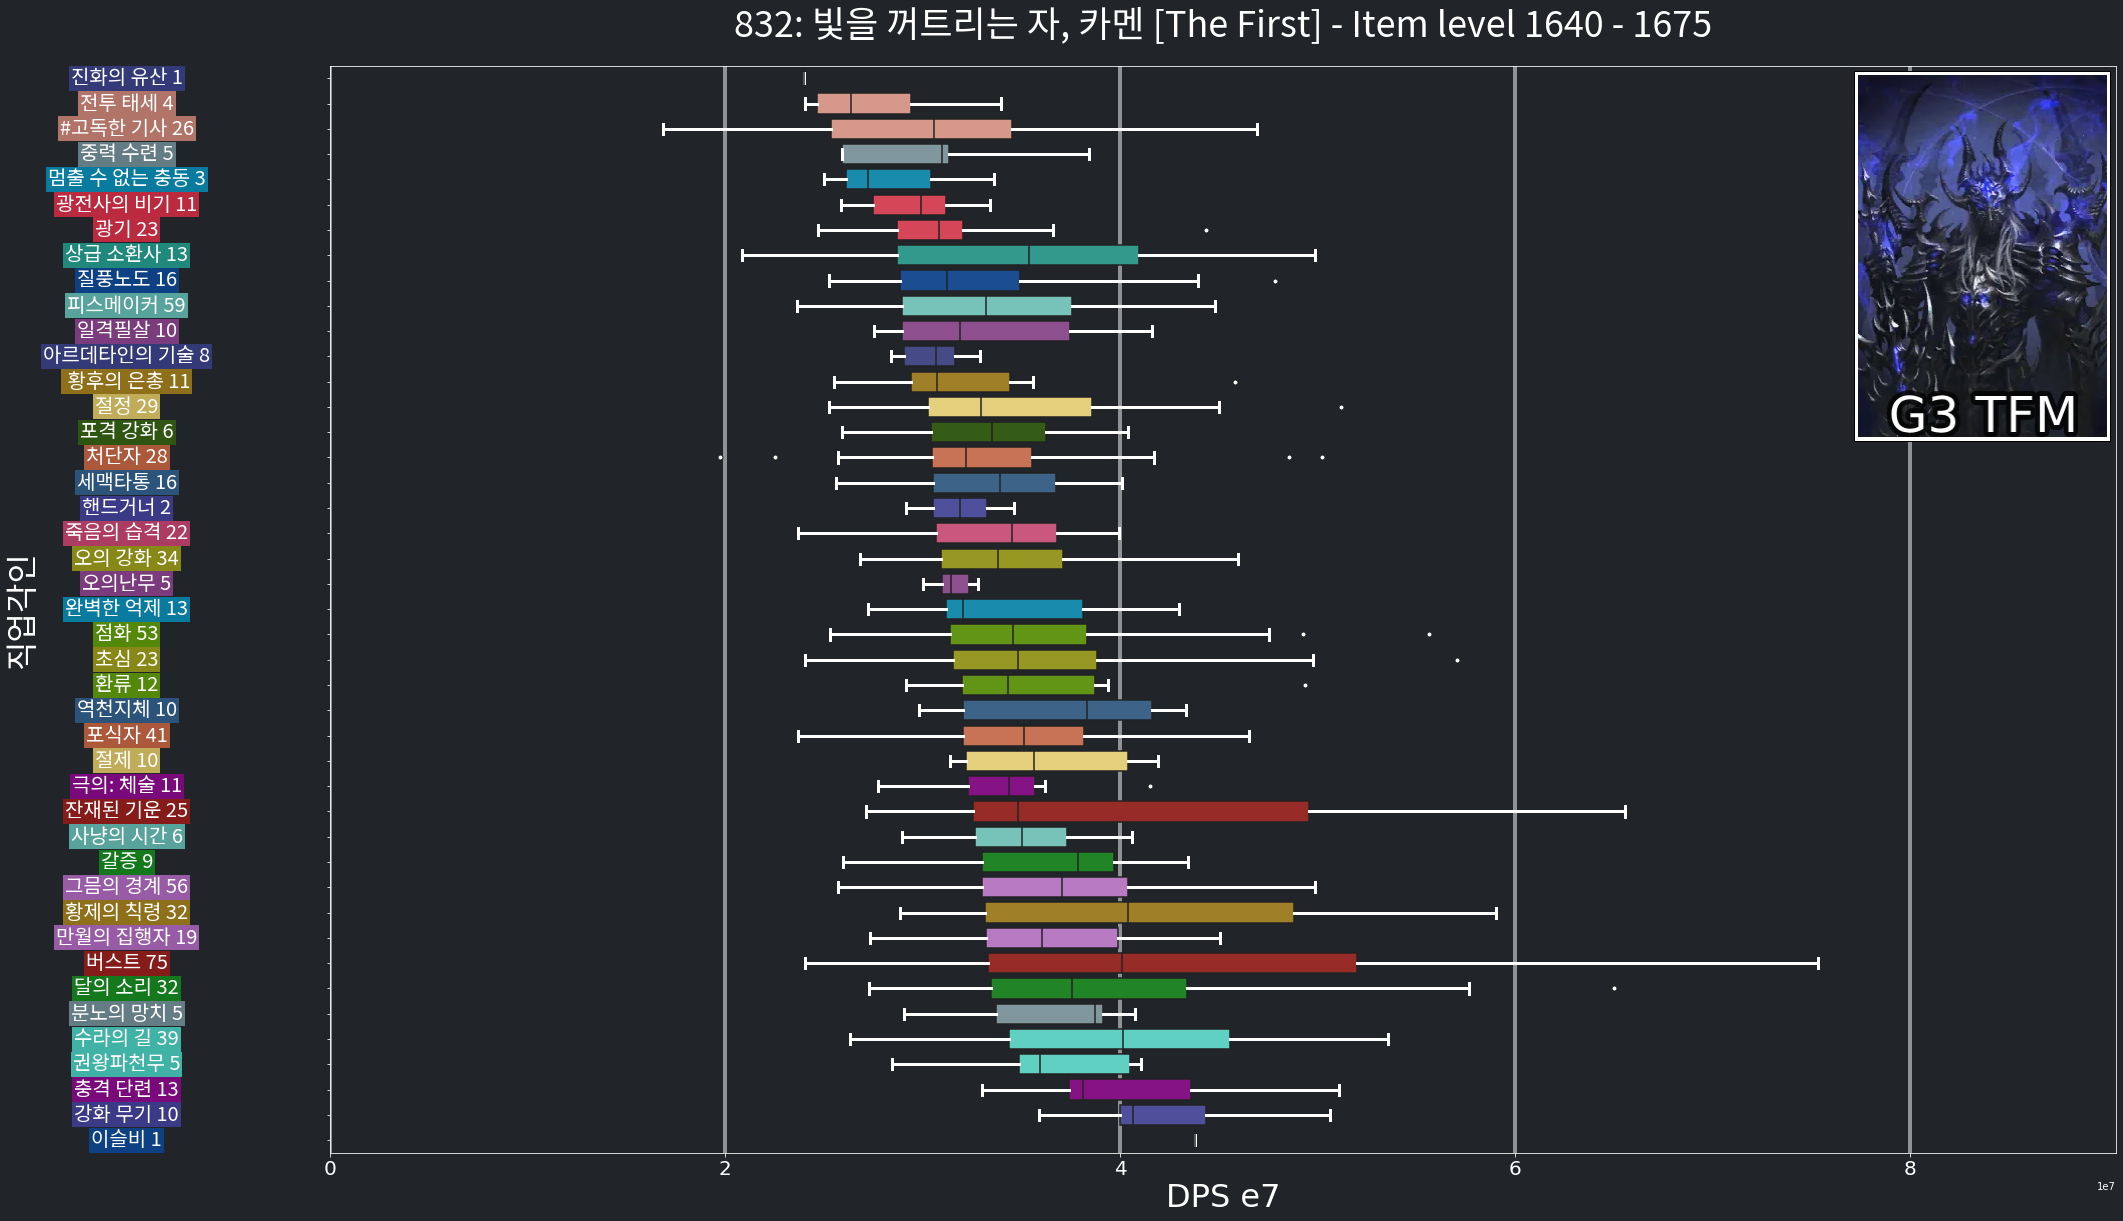 832: 빛을 꺼트리는 자, 카멘 [The First] - Item level 1640 - 1675
진화의 유산 1
전투 태세 4
#고독한 기사 26
중력 수련 5
멈출 수 없는 충동 3
광전사의 비기 11
광기 23
상급 소환사 13
질풍노도 16
피스메이커 59
일격필살 10
아르데타인의 기술 8
황후의 은총 11
절정 29
포격 강화 6
처단자 28
세맥타통 16
핸드거너 2
죽음의 습격 22
오의 강화 34
오의난무 5
완벽한 억제 13
점화 53
초심 23
환류 12
역천지체 10
포식자 41
절제 10
극의: 체술 11
잔재된 기운 25
사냥의 시간 6
갈증 9
그믐의 경계 56
황제의 칙령 32
만월의 집행자 19
버스트 75
달의 소리 32
분노의 망치 5
수라의 길 39
권왕파천무 5
충격 단련 13
강화 무기 10
이슬비 1
직업각인
G3 TFM
0 2 4 6 8
1e7
DPS e7